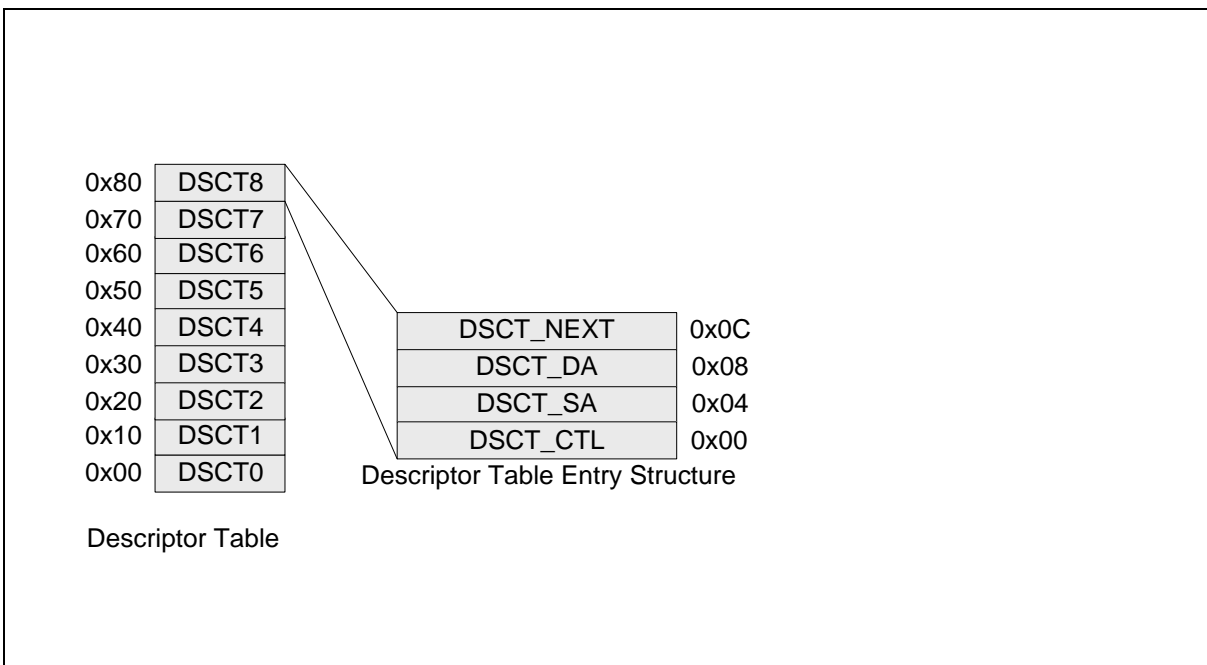 0x80 DSCT8
0x70 DSCT7
0x60 DSCT6
0x50 DSCT5
0x40 DSCT4
0x30 DSCT3
0x20 DSCT2
0x10 DSCT1
0x00 DSCT0
Descriptor Table
DSCT_NEXT 0x0C
DSCT_DA 0x08
DSCT_SA 0x04
DSCT_CTL 0x00
Descriptor Table Entry Structure